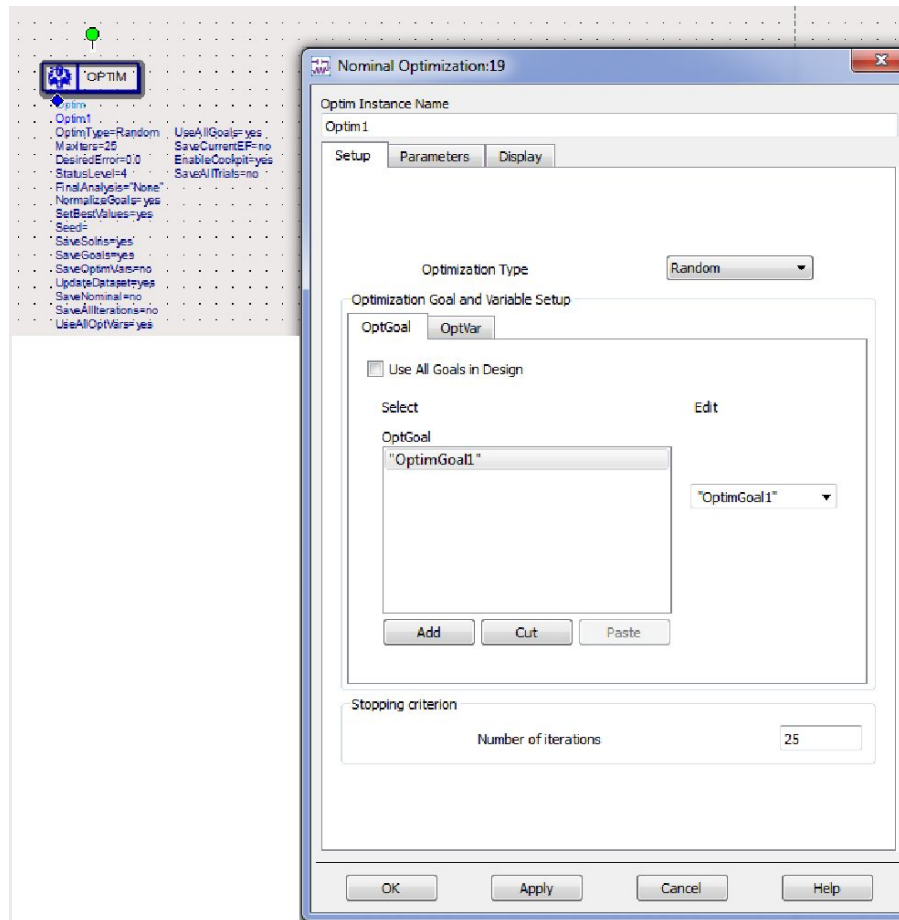 OPTIM
Optim
Optim1
OptimType=Random UseAllGoals=yes
MaxIters=25 SaveCurrentEF=no
DesiredError=0.0 EnableCockpit=yes
StatusLevel=4 SaveAllTrials=no
FinalAnalysis="None"
NormalizeGoals=yes
SetBestValues=yes
Seed=
SaveSolns=yes
SaveGoals=yes
SaveOptimVars=no
UpdateDataset=yes
SaveNominal=no
SaveAllIterations=no
UseAllOptVars=yes
Nominal Optimization:19
Optim Instance Name
Optim1
Setup Parameters Display
Optimization Type Random
Optimization Goal and Variable Setup
OptGoal OptVar
Use All Goals in Design
Select Edit
OptGoal
"OptimGoal1"
"OptimGoal1"
Add Cut Paste
Stopping criterion
Number of iterations 25
OK Apply Cancel Help